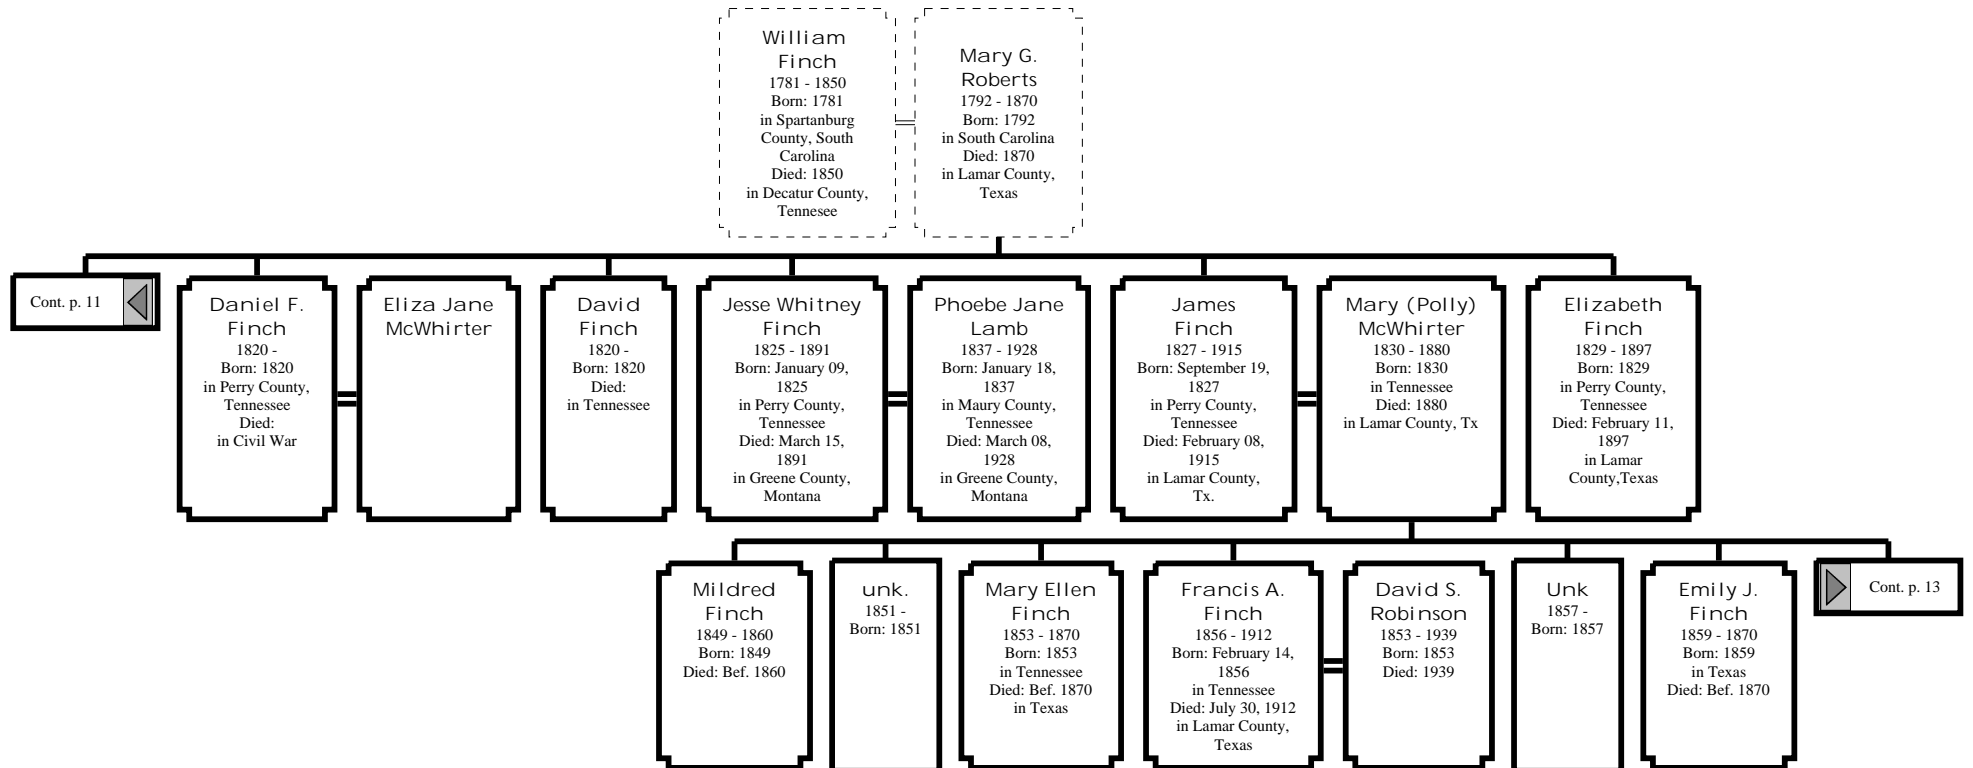 William
Finch
1781 - 1850
Born: 1781
in Spartanburg
County, South
Carolina
Died: 1850
in Decatur County,
Tennesee
Mary G.
Roberts
1792 - 1870
Born: 1792
in South Carolina
Died: 1870
in Lamar County,
Texas
Cont. p. 11
Daniel F.
Finch
1820 -
Born: 1820
in Perry County,
Tennessee
Died:
in Civil War
Eliza Jane
McWhirter
David
Finch
1820 -
Born: 1820
Died:
in Tennessee
Jesse Whitney
Finch
1825 - 1891
Born: January 09,
1825
in Perry County,
Tennessee
Died: March 15,
1891
in Greene County,
Montana
Phoebe Jane
Lamb
1837 - 1928
Born: January 18,
1837
in Maury County,
Tennessee
Died: March 08,
1928
in Greene County,
Montana
James
Finch
1827 - 1915
Born: September 19,
1827
in Perry County,
Tennessee
Died: February 08,
1915
in Lamar County,
Tx.
Mary (Polly)
McWhirter
1830 - 1880
Born: 1830
in Tennessee
Died: 1880
in Lamar County, Tx
Elizabeth
Finch
1829 - 1897
Born: 1829
in Perry County,
Tennessee
Died: February 11,
1897
in Lamar
County,Texas
Mildred
Finch
1849 - 1860
Born: 1849
Died: Bef. 1860
unk.
1851 -
Born: 1851
Mary Ellen
Finch
1853 - 1870
Born: 1853
in Tennessee
Died: Bef. 1870
in Texas
Francis A.
Finch
1856 - 1912
Born: February 14,
1856
in Tennessee
Died: July 30, 1912
in Lamar County,
Texas
David S.
Robinson
1853 - 1939
Born: 1853
Died: 1939
Unk
1857 -
Born: 1857
Emily J.
Finch
1859 - 1870
Born: 1859
in Texas
Died: Bef. 1870
Cont. p. 13